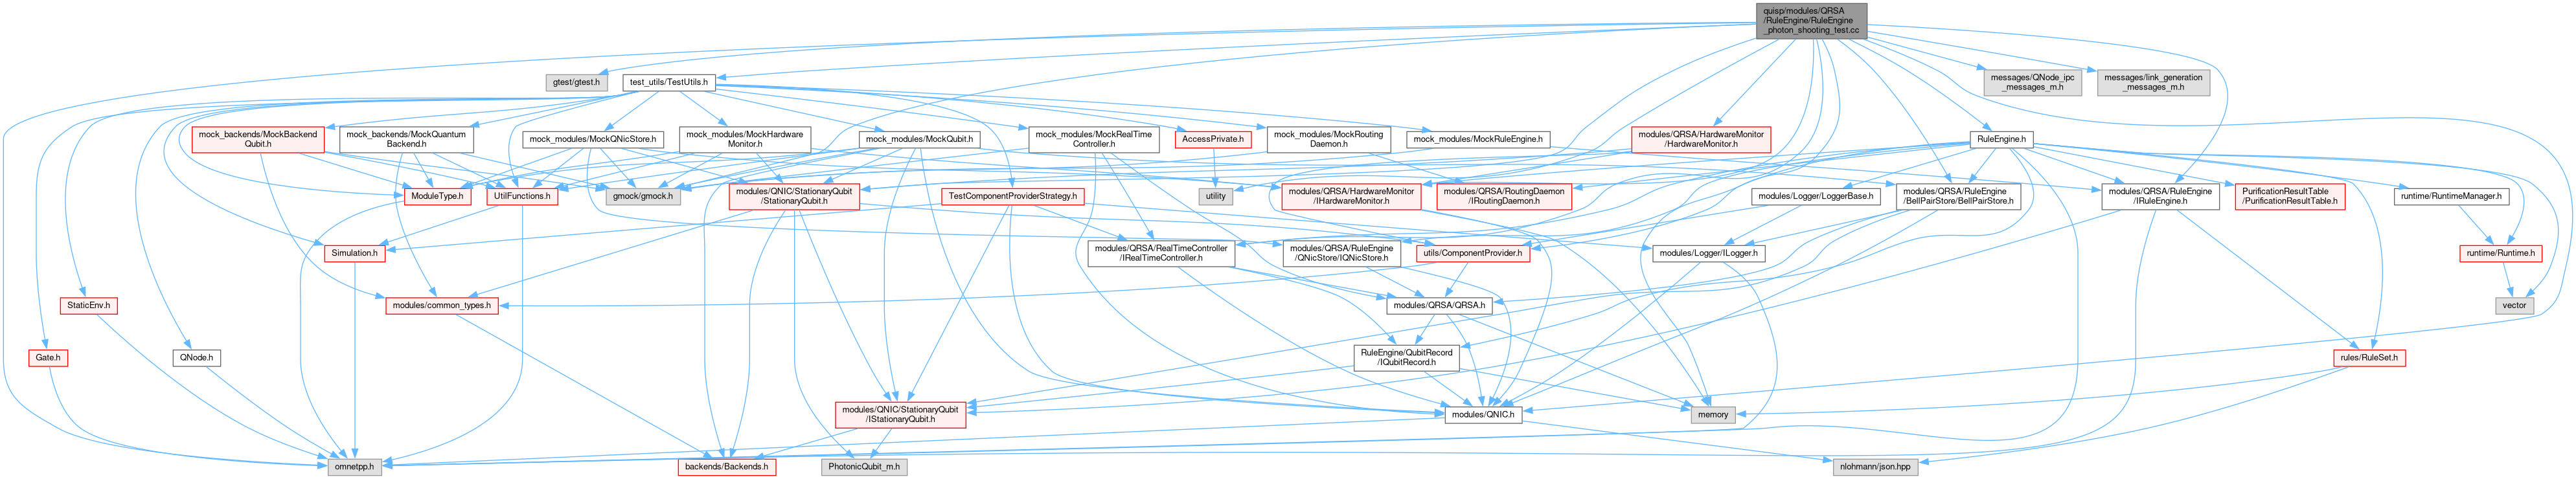 quisp/modules/QRSA
/RuleEngine/RuleEngine
_photon_shooting_test.cc
gtest/gtest.h
test_utils/TestUtils.h
messages/QNode_ipc
_messages_m.h
messages/link_generation
_messages_m.h
mock_backends/MockBackend
Qubit.h
mock_backends/MockQuantum
Backend.h
mock_modules/MockQNicStore.h
mock_modules/MockHardware
Monitor.h
mock_modules/MockQubit.h
mock_modules/MockRealTime
Controller.h
AccessPrivate.h
mock_modules/MockRouting
Daemon.h
mock_modules/MockRuleEngine.h
modules/QRSA/HardwareMonitor
/HardwareMonitor.h
RuleEngine.h
ModuleType.h
UtilFunctions.h
gmock/gmock.h
modules/QNIC/StationaryQubit
/StationaryQubit.h
TestComponentProviderStrategy.h
utility
modules/QRSA/HardwareMonitor
/IHardwareMonitor.h
modules/QRSA/RoutingDaemon
/IRoutingDaemon.h
modules/Logger/LoggerBase.h
modules/QRSA/RuleEngine
/BellPairStore/BellPairStore.h
modules/QRSA/RuleEngine
/IRuleEngine.h
PurificationResultTable
/PurificationResultTable.h
runtime/RuntimeManager.h
Simulation.h
modules/QRSA/RealTimeController
/IRealTimeController.h
modules/QRSA/RuleEngine
/QNicStore/IQNicStore.h
utils/ComponentProvider.h
modules/Logger/ILogger.h
runtime/Runtime.h
StaticEnv.h
modules/common_types.h
modules/QRSA/QRSA.h
vector
Gate.h
QNode.h
RuleEngine/QubitRecord
/IQubitRecord.h
rules/RuleSet.h
modules/QNIC/StationaryQubit
/IStationaryQubit.h
modules/QNIC.h
memory
omnetpp.h
backends/Backends.h
PhotonicQubit_m.h
nlohmann/json.hpp